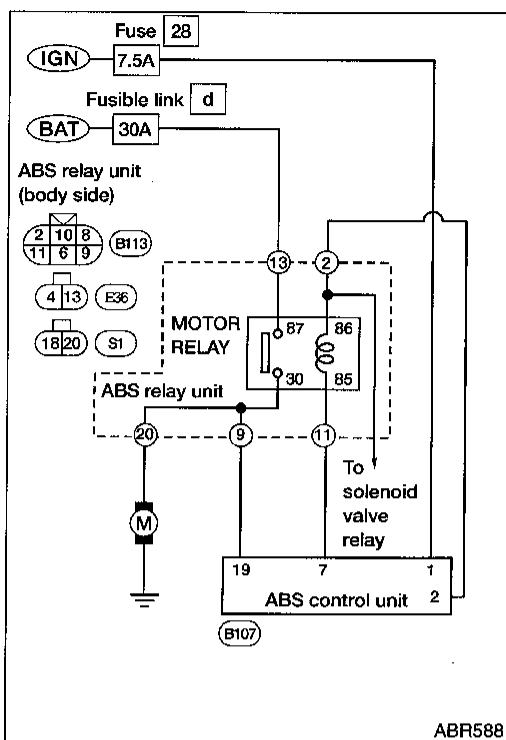 Fuse 28
IGN 7.5A
Fusible link d
BAT 30A
ABS relay unit
(body side)
2 10 8
11 6 9
B113
4 13
E36
18 20
S1
13 2
MOTOR
RELAY
87 86
30 85
ABS relay unit
20 9 11
To
solenoid
valve
relay
M
19 7 1
ABS control unit 2
B107
ABR588